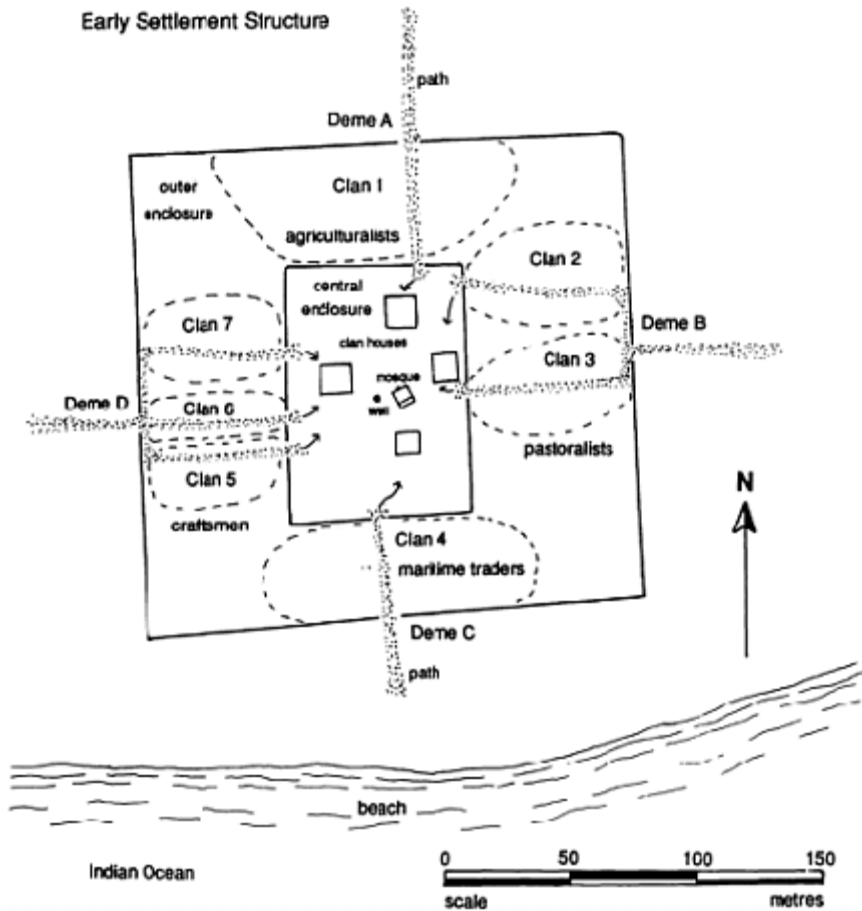 Early Settlement Structure
path
Deme A
outer
enclosure
Clan I
agriculturalists
Clan 2
central
enclosure
Clan 7
clan houses
Clan 3
Deme B
mosque
Deme D
Clan 6
well
pastoralists
Clan 5
craftsmen
N
Clan 4
maritime traders
Deme C
path
beach
Indian Ocean
0 50 100 150
scale metres